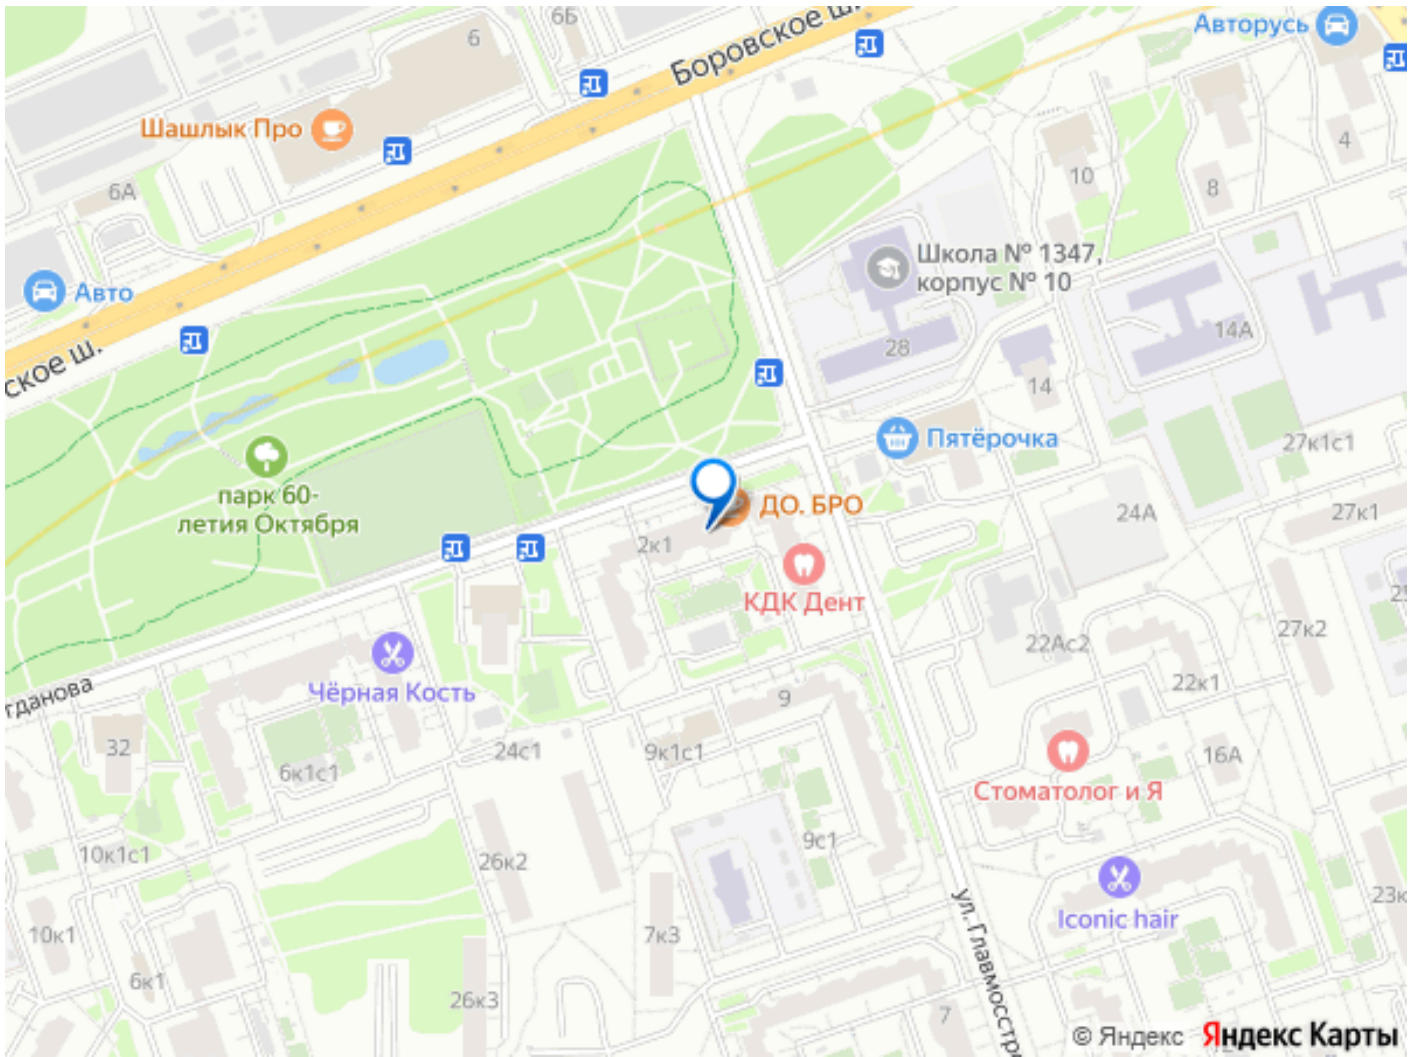 6Б
6
Боровское ш.
Авторусь
Шашлык Про
4
10
8
6А
Школа № 1347,
корпус № 10
Авто
14А
28
ское ш.
14
Пятёрочка
27к1с1
парк 60-
летия Октября
ДО. БРО
24А
27к1
2к1
КДК Дент
27к2
22Ас2
Чёрная Кость
22к1
гданова
9
32
24с1
9к1с1
16А
6к1с1
Стоматолог и Я
9с1
10к1с1
26к2
23к
Iconic hair
ул. Главмосстр
10к1
7к3
6к1
26к3
7
© Яндекс Яндекс Карты